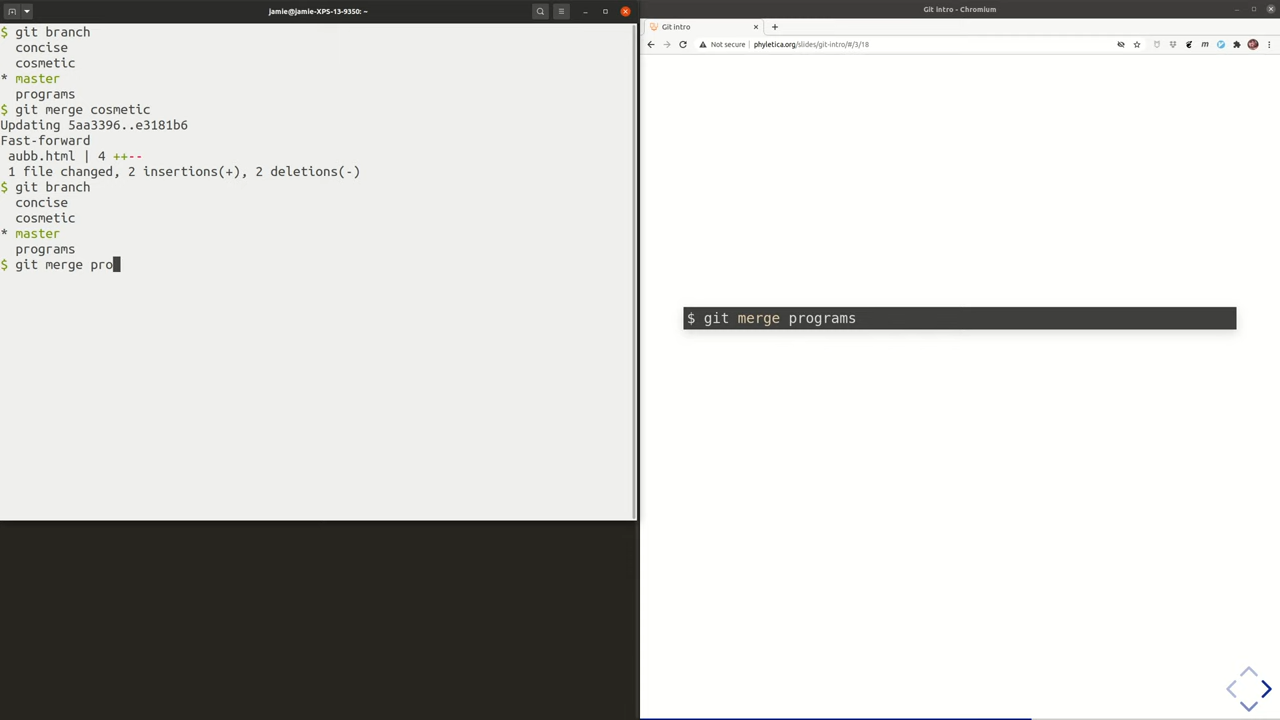 jamie@jamie-XPS-13-9350: ~
$ git branch
concise
cosmetic
* master
programs
$ git merge cosmetic
Updating 5aa3396..e3181b6
Fast-forward
aubb.html | 4 ++--
1 file changed, 2 insertions(+), 2 deletions(-)
$ git branch
concise
cosmetic
* master
programs
$ git merge pro
Git intro - Chromium
Git intro
Not secure | phyletica.org/slides/git-intro/#/3/18
$ git merge programs